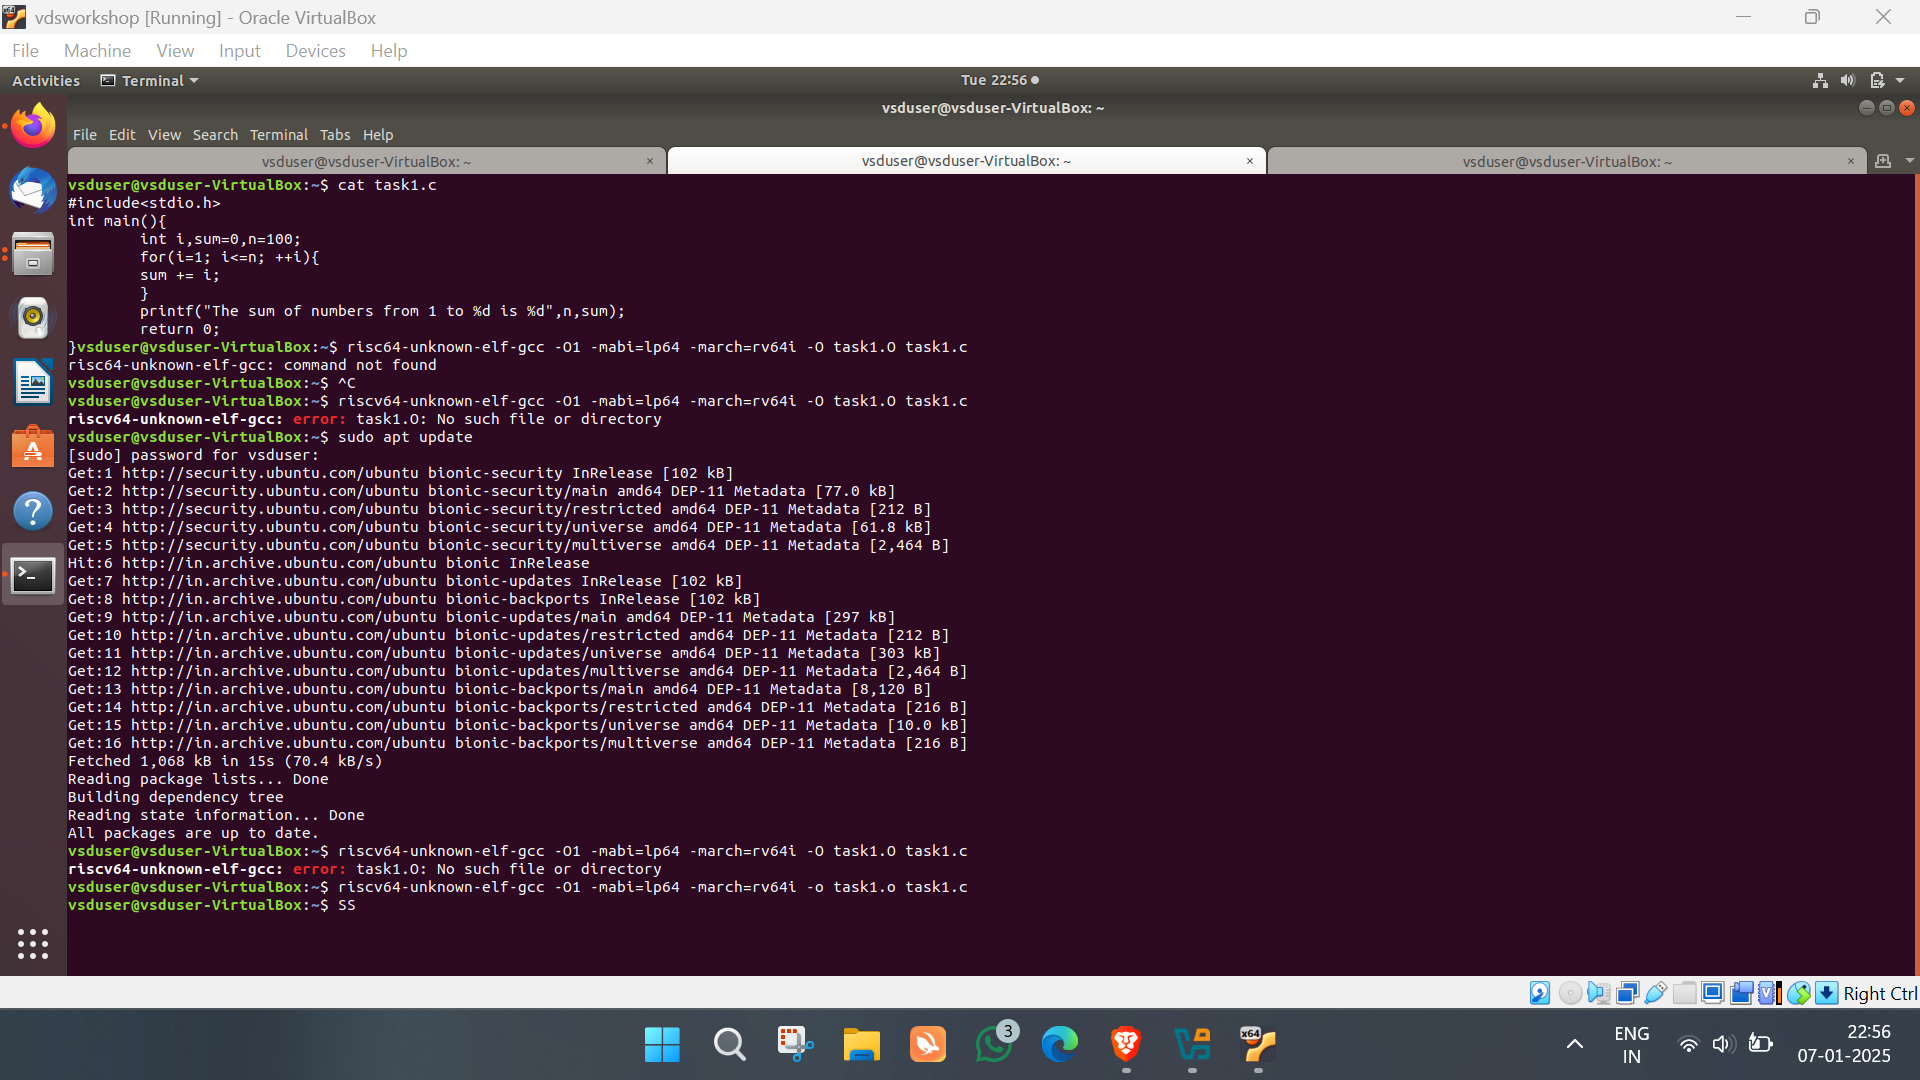 vdsworkshop [Running] - Oracle VirtualBox
File Machine View Input Devices Help
Activities Terminal Tue 22:56
vsduser@vsduser-VirtualBox: ~
File Edit View Search Terminal Tabs Help
vsduser@vsduser-VirtualBox: ~ × vsduser@vsduser-VirtualBox: ~ × vsduser@vsduser-VirtualBox: ~ ×
vsduser@vsduser-VirtualBox:~$ cat task1.c
#include<stdio.h>
int main(){
        int i,sum=0,n=100;
        for(i=1; i<=n; ++i){
        sum += i;
        }
        printf("The sum of numbers from 1 to %d is %d",n,sum);
        return 0;
}vsduser@vsduser-VirtualBox:~$ risc64-unknown-elf-gcc -O1 -mabi=lp64 -march=rv64i -O task1.O task1.c
risc64-unknown-elf-gcc: command not found
vsduser@vsduser-VirtualBox:~$ ^C
vsduser@vsduser-VirtualBox:~$ riscv64-unknown-elf-gcc -O1 -mabi=lp64 -march=rv64i -O task1.O task1.c
riscv64-unknown-elf-gcc: error: task1.O: No such file or directory
vsduser@vsduser-VirtualBox:~$ sudo apt update
[sudo] password for vsduser:
Get:1 http://security.ubuntu.com/ubuntu bionic-security InRelease [102 kB]
Get:2 http://security.ubuntu.com/ubuntu bionic-security/main amd64 DEP-11 Metadata [77.0 kB]
Get:3 http://security.ubuntu.com/ubuntu bionic-security/restricted amd64 DEP-11 Metadata [212 B]
Get:4 http://security.ubuntu.com/ubuntu bionic-security/universe amd64 DEP-11 Metadata [61.8 kB]
Get:5 http://security.ubuntu.com/ubuntu bionic-security/multiverse amd64 DEP-11 Metadata [2,464 B]
Hit:6 http://in.archive.ubuntu.com/ubuntu bionic InRelease
Get:7 http://in.archive.ubuntu.com/ubuntu bionic-updates InRelease [102 kB]
Get:8 http://in.archive.ubuntu.com/ubuntu bionic-backports InRelease [102 kB]
Get:9 http://in.archive.ubuntu.com/ubuntu bionic-updates/main amd64 DEP-11 Metadata [297 kB]
Get:10 http://in.archive.ubuntu.com/ubuntu bionic-updates/restricted amd64 DEP-11 Metadata [212 B]
Get:11 http://in.archive.ubuntu.com/ubuntu bionic-updates/universe amd64 DEP-11 Metadata [303 kB]
Get:12 http://in.archive.ubuntu.com/ubuntu bionic-updates/multiverse amd64 DEP-11 Metadata [2,464 B]
Get:13 http://in.archive.ubuntu.com/ubuntu bionic-backports/main amd64 DEP-11 Metadata [8,120 B]
Get:14 http://in.archive.ubuntu.com/ubuntu bionic-backports/restricted amd64 DEP-11 Metadata [216 B]
Get:15 http://in.archive.ubuntu.com/ubuntu bionic-backports/universe amd64 DEP-11 Metadata [10.0 kB]
Get:16 http://in.archive.ubuntu.com/ubuntu bionic-backports/multiverse amd64 DEP-11 Metadata [216 B]
Fetched 1,068 kB in 15s (70.4 kB/s)
Reading package lists... Done
Building dependency tree
Reading state information... Done
All packages are up to date.
vsduser@vsduser-VirtualBox:~$ riscv64-unknown-elf-gcc -O1 -mabi=lp64 -march=rv64i -O task1.O task1.c
riscv64-unknown-elf-gcc: error: task1.O: No such file or directory
vsduser@vsduser-VirtualBox:~$ riscv64-unknown-elf-gcc -O1 -mabi=lp64 -march=rv64i -o task1.o task1.c
vsduser@vsduser-VirtualBox:~$ SS
Right Ctrl
3
x64
ENG
IN
22:56
07-01-2025